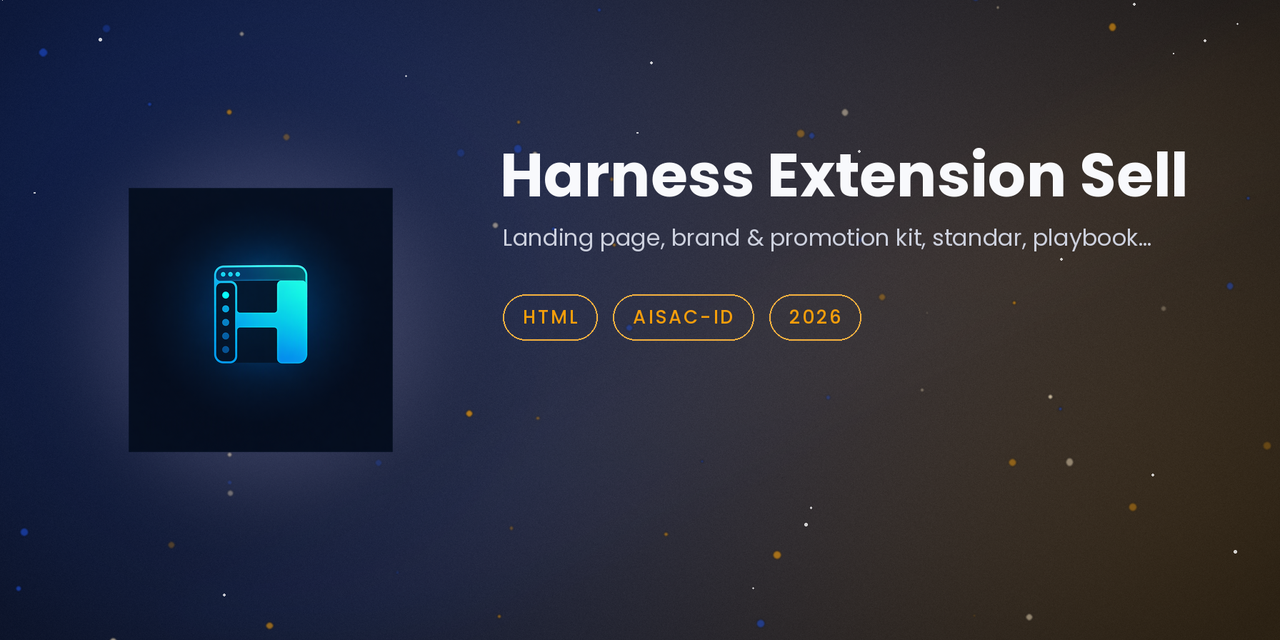 Harness Extension Sell
Landing page, brand & promotion kit, standar, playbook...
HTML
AISAC-ID
2026